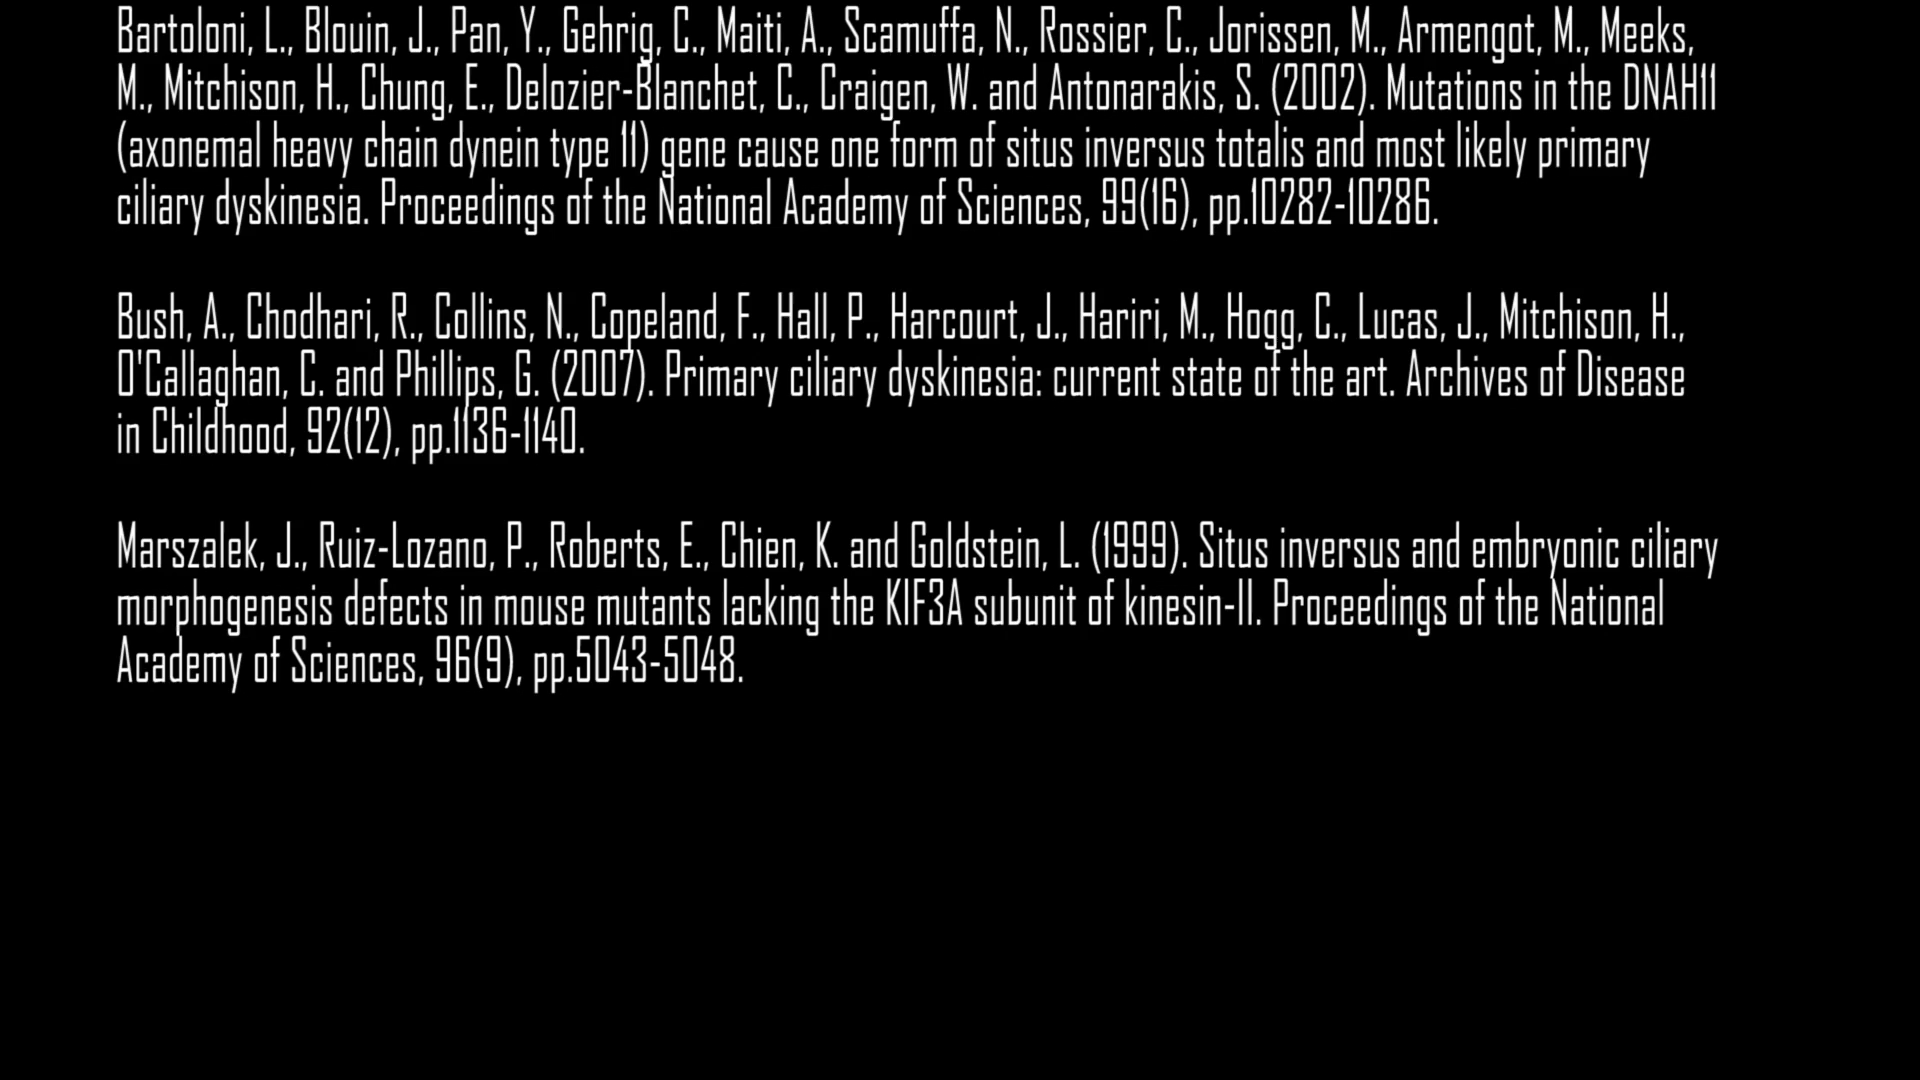 Bartoloni, L., Blouin, J., Pan, Y., Gehrig, C., Maiti, A., Scamuffa, N., Rossier, C., Jorissen, M., Armengot, M., Meeks,
M., Mitchison, H., Chung, E., Delozier-Blanchet, C., Craigen, W. and Antonarakis, S. (2002). Mutations in the DNAH11
(axonemal heavy chain dynein type 11) gene cause one form of situs inversus totalis and most likely primary
ciliary dyskinesia. Proceedings of the National Academy of Sciences, 99(16), pp.10282-10286.
Bush, A., Chodhari, R., Collins, N., Copeland, F., Hall, P., Harcourt, J., Hariri, M., Hogg, C., Lucas, J., Mitchison, H.,
O'Callaghan, C. and Phillips, G. (2007). Primary ciliary dyskinesia: current state of the art. Archives of Disease
in Childhood, 92(12), pp.1136-1140.
Marszalek, J., Ruiz-Lozano, P., Roberts, E., Chien, K. and Goldstein, L. (1999). Situs inversus and embryonic ciliary
morphogenesis defects in mouse mutants lacking the KIF3A subunit of kinesin-II. Proceedings of the National
Academy of Sciences, 96(9), pp.5043-5048.